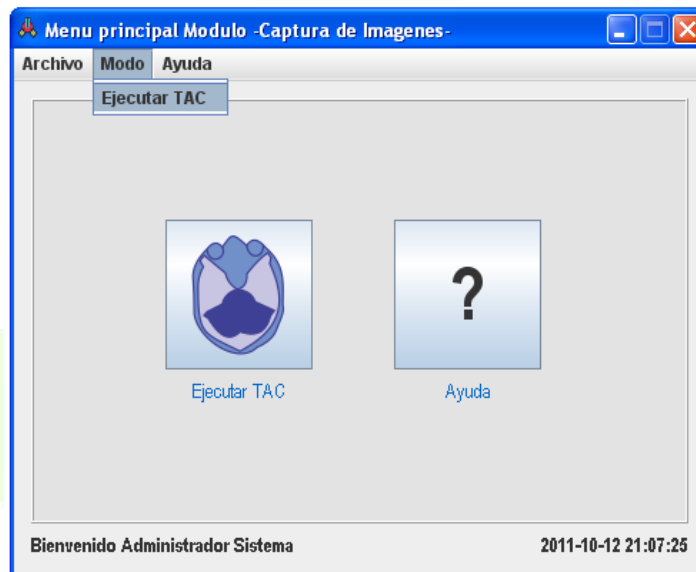 Menu principal Modulo -Captura de Imagenes-
Archivo Modo Ayuda
Ejecutar TAC
?
Ejecutar TAC Ayuda
Bienvenido Administrador Sistema 2011-10-12 21:07:25